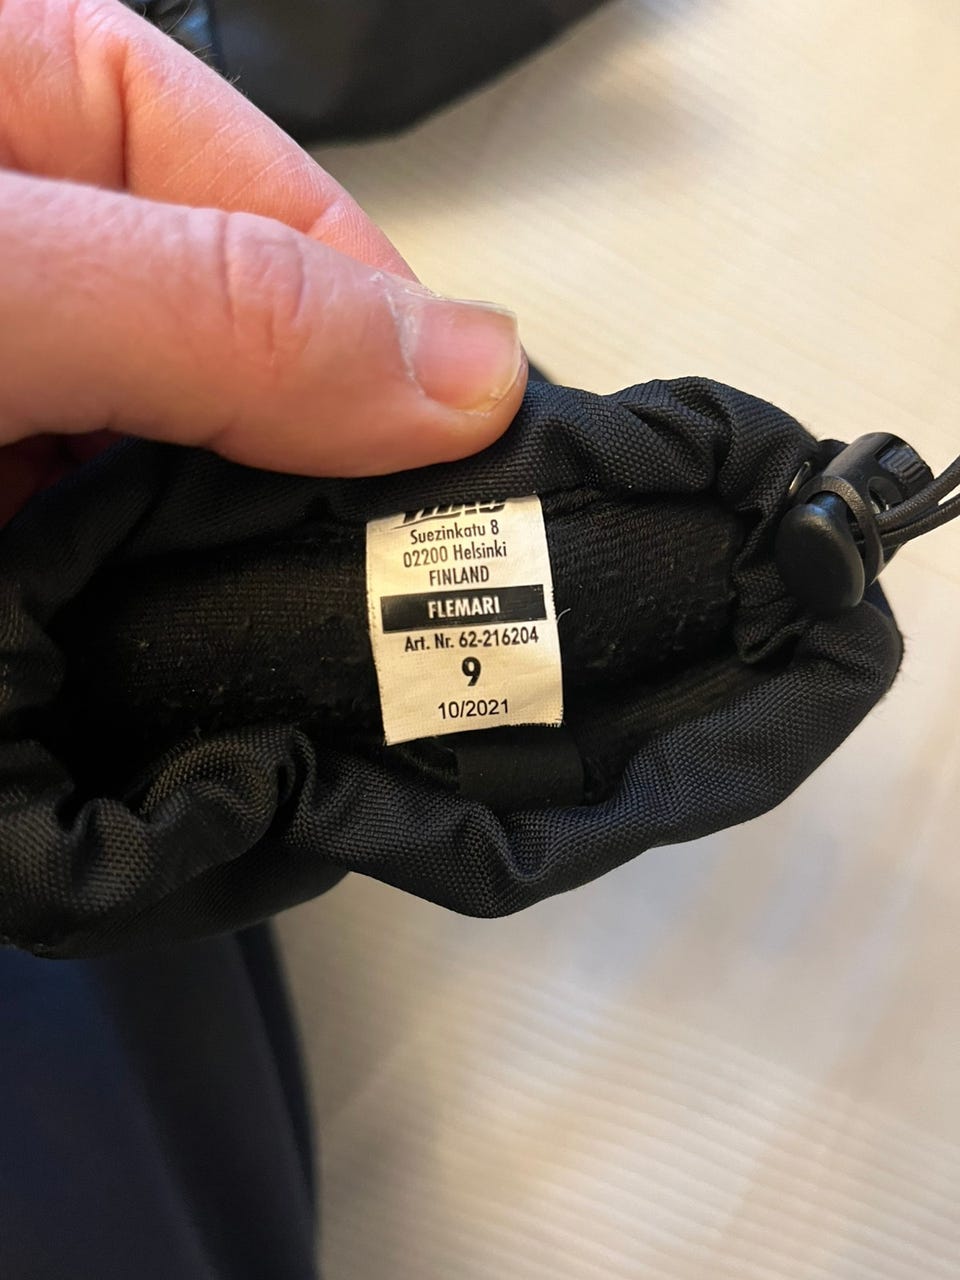 Suezinkatu 8
02200 Helsinki
FINLAND
FLEMARI
Art. Nr. 62-216204
9
10/2021